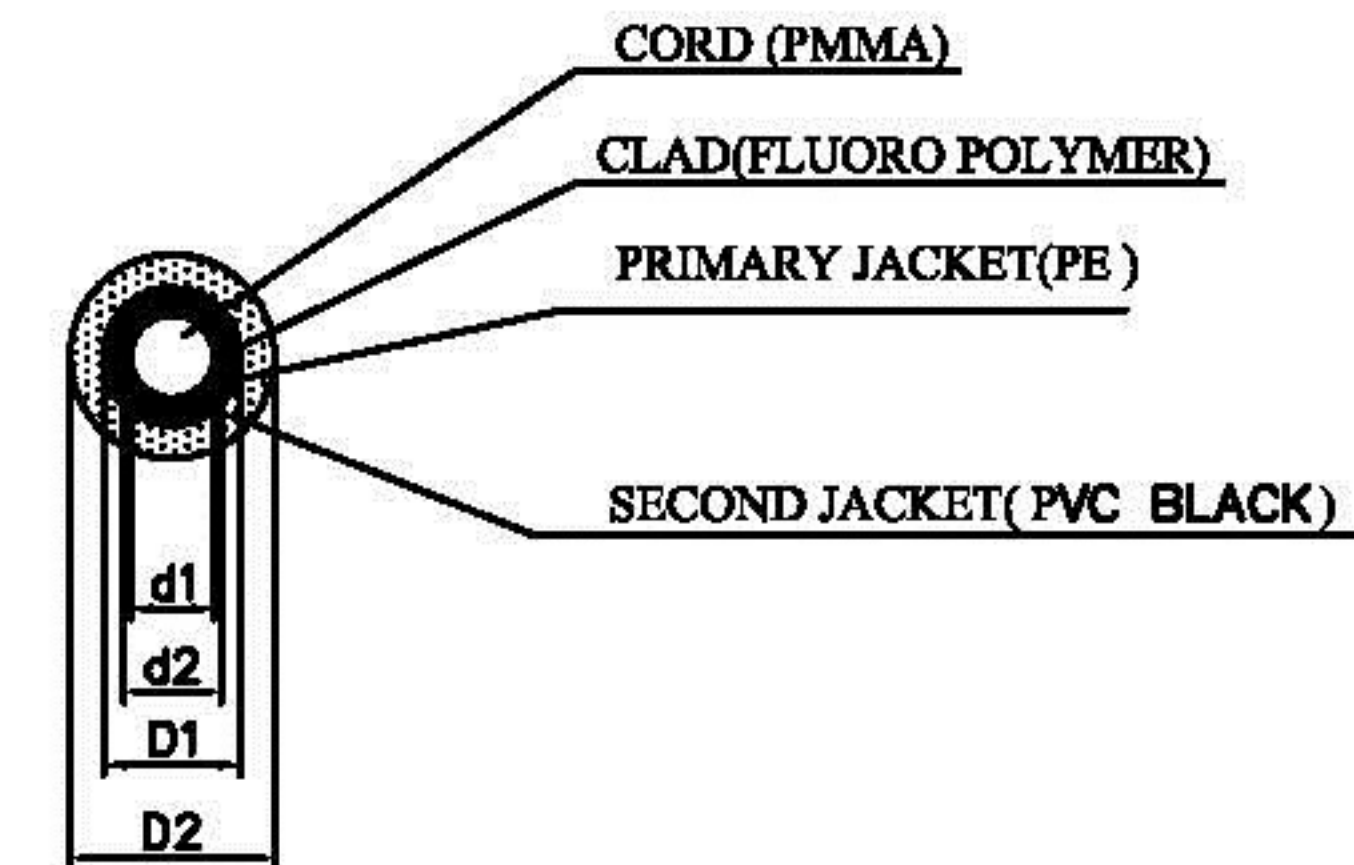 CORD (PMMA)
CLAD(FLUORO POLYMER)
PRIMARY JACKET(PE )
SECOND JACKET( PVC BLACK )
d1
d2
D1
D2